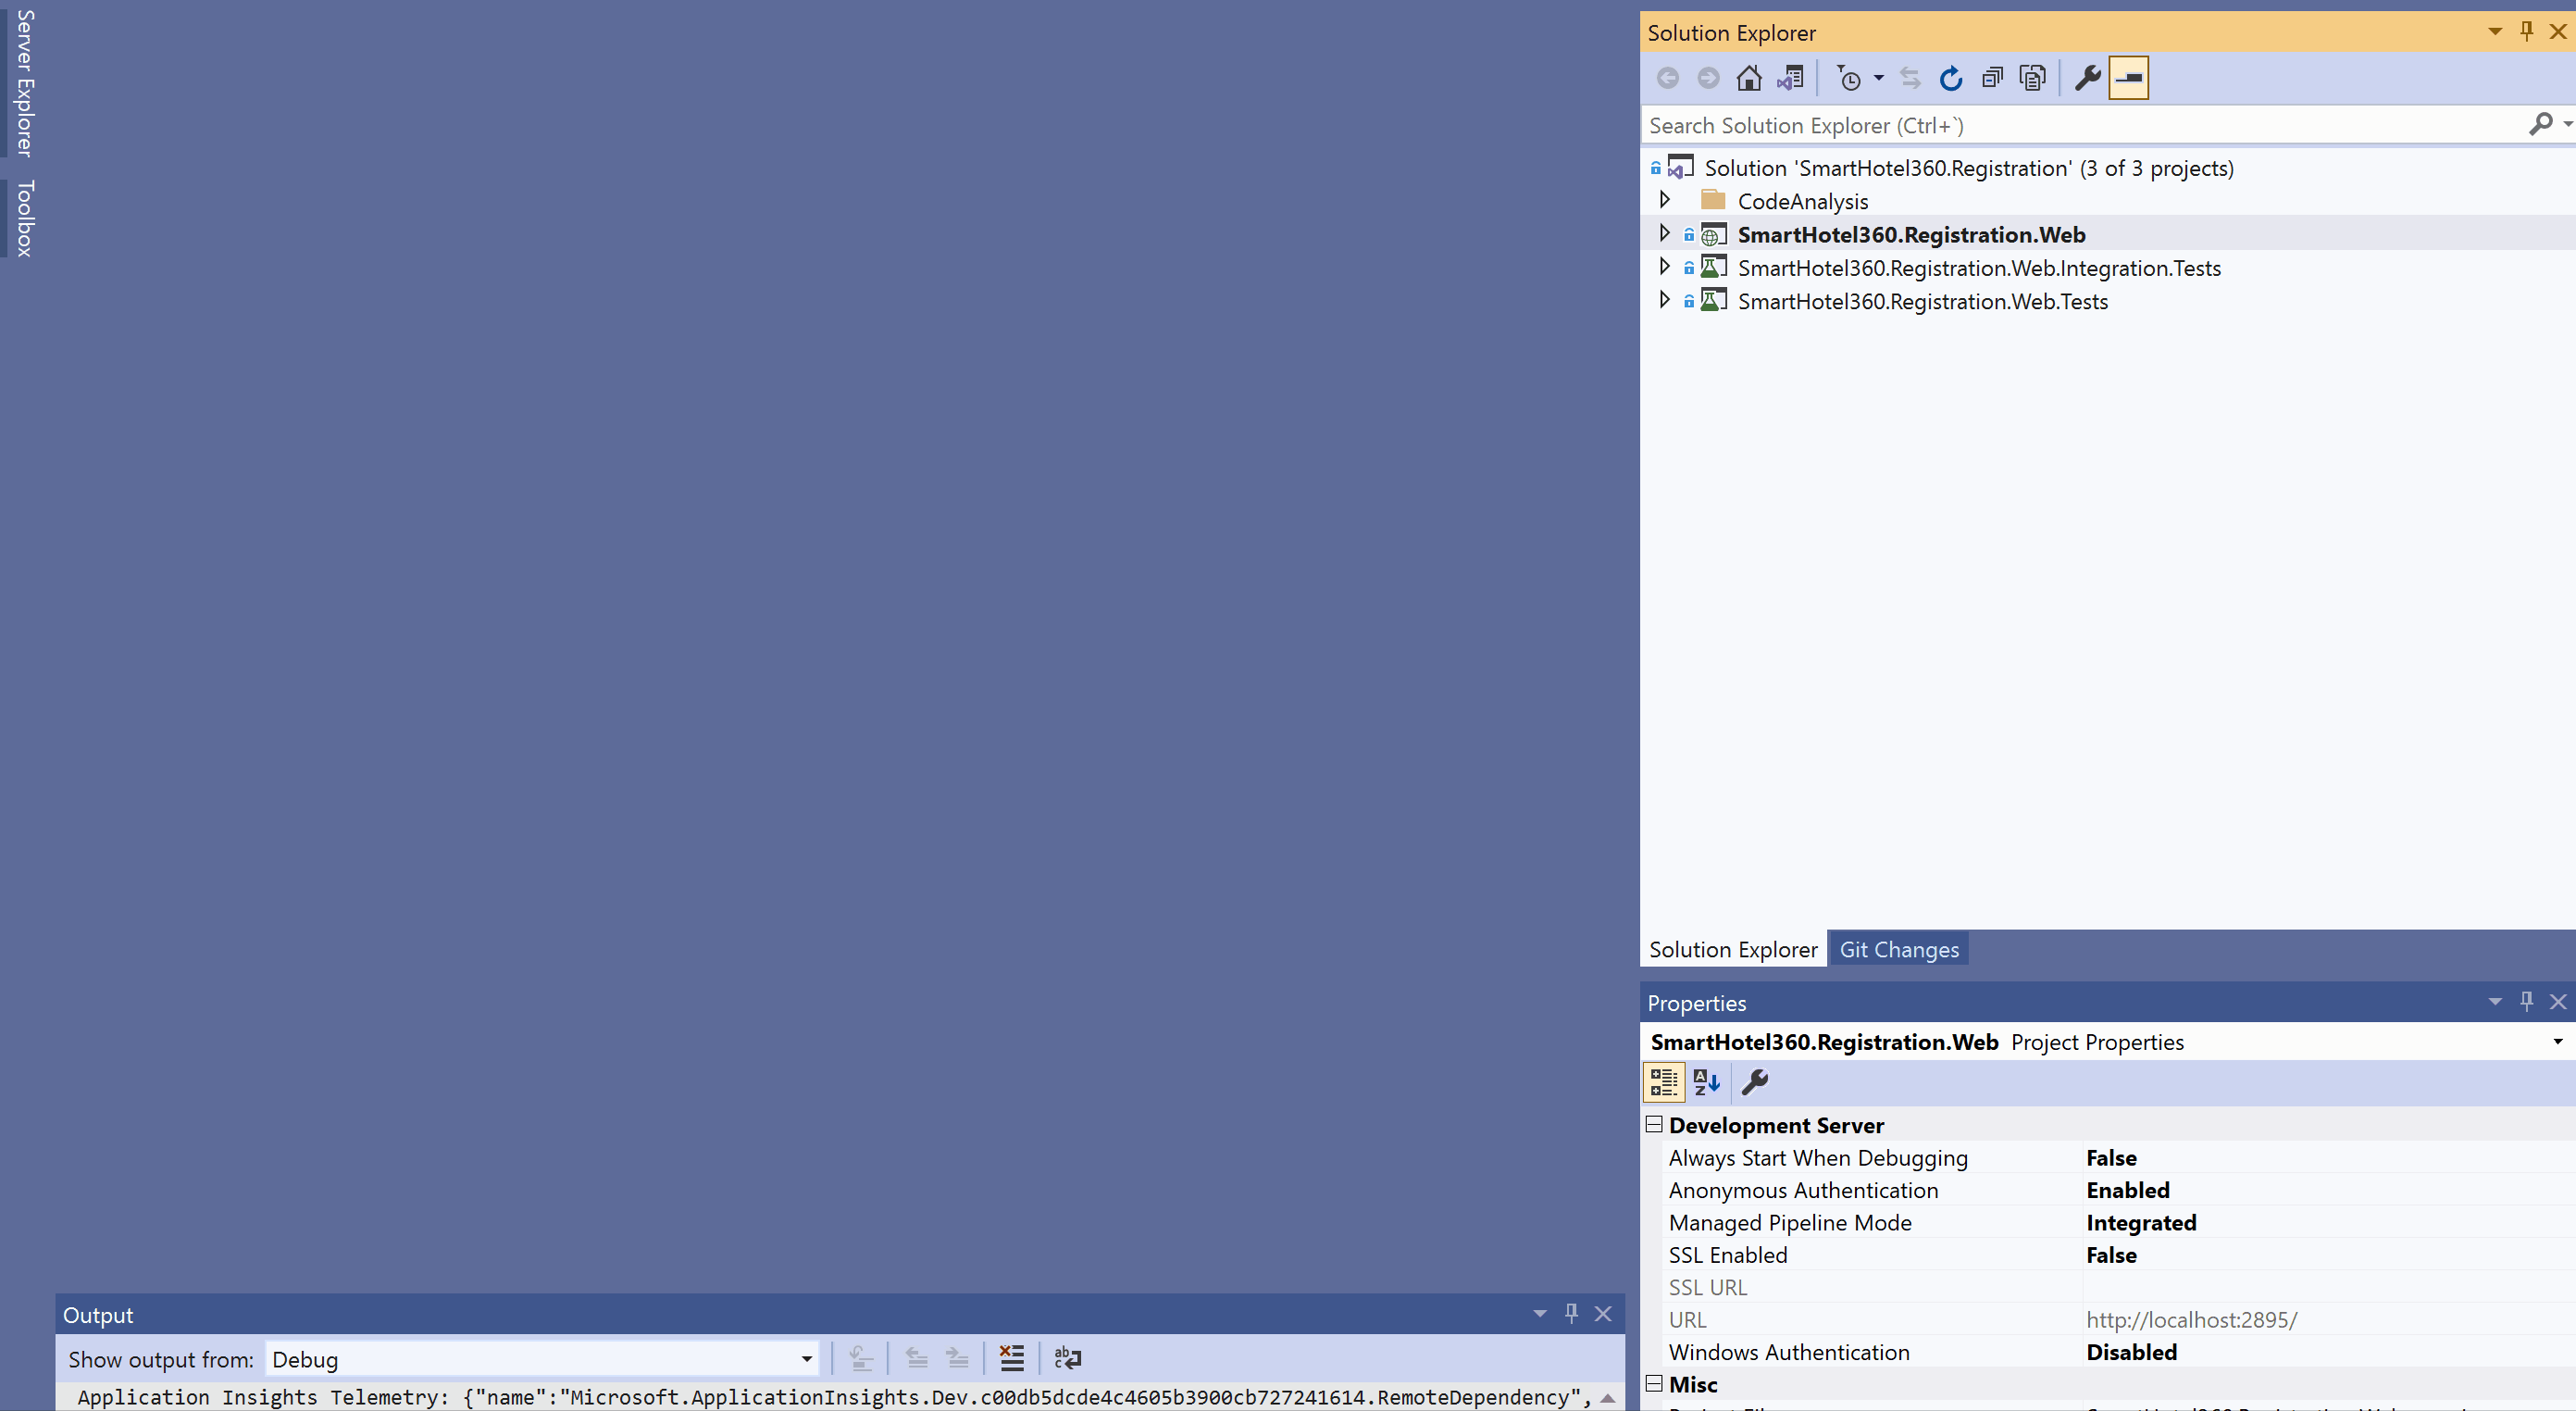 Server Explorer
Toolbox
Solution Explorer
Search Solution Explorer (Ctrl+`)
Solution 'SmartHotel360.Registration' (3 of 3 projects)
CodeAnalysis
SmartHotel360.Registration.Web
SmartHotel360.Registration.Web.Integration.Tests
SmartHotel360.Registration.Web.Tests
Solution Explorer Git Changes
Properties
SmartHotel360.Registration.Web Project Properties
Development Server
Always Start When Debugging False
Anonymous Authentication Enabled
Managed Pipeline Mode Integrated
SSL Enabled False
SSL URL
URL http://localhost:2895/
Windows Authentication Disabled
Misc
Output
Show output from: Debug
Application Insights Telemetry: {"name":"Microsoft.ApplicationInsights.Dev.c00db5dcde4c4605b3900cb727241614.RemoteDependency",